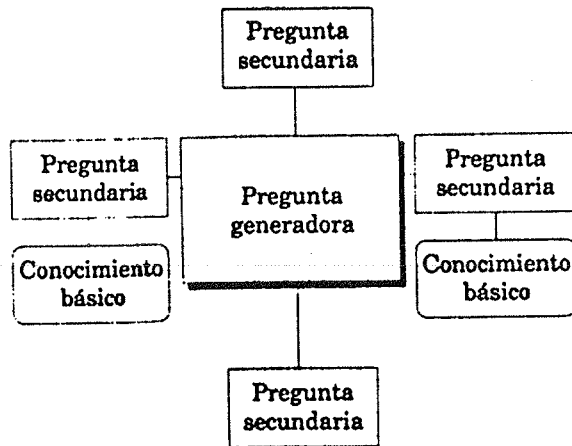 Pregunta
secundaria
Pregunta
secundaria
Pregunta
generadora
Pregunta
secundaria
Conocimiento
básico
Conocimiento
básico
Pregunta
secundaria